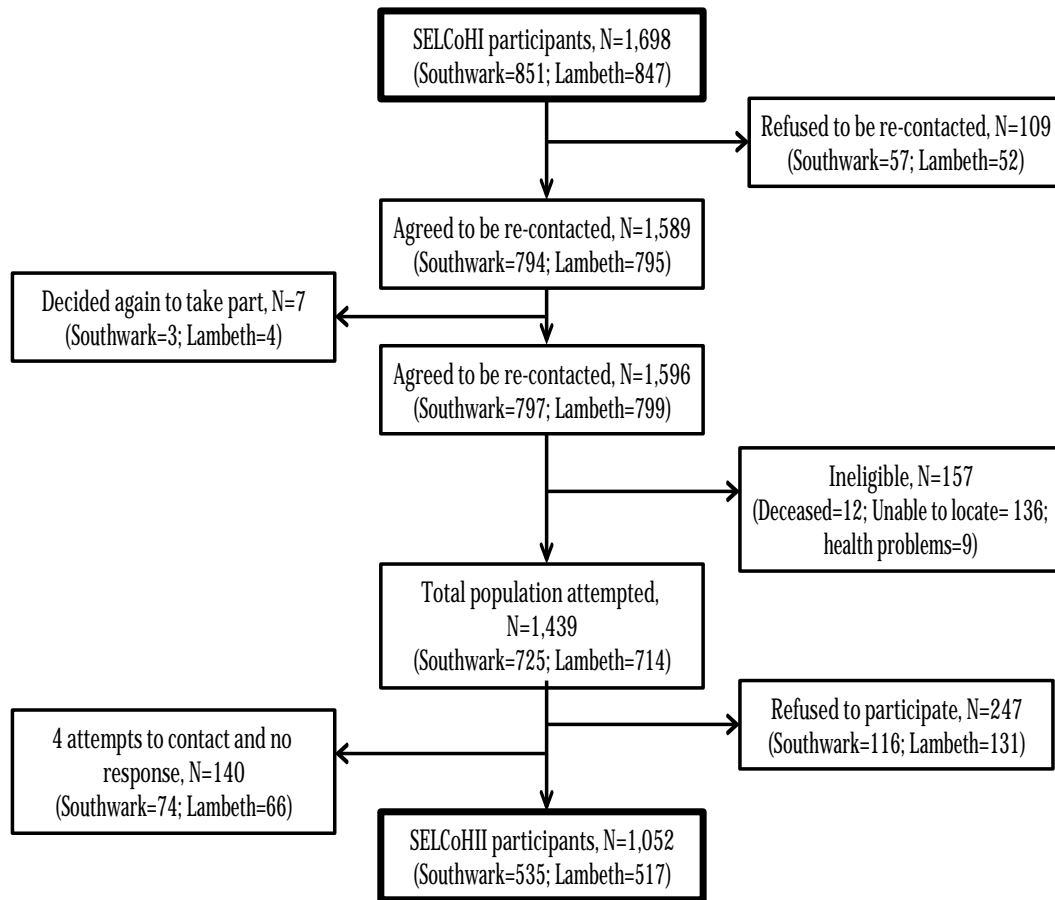 SELCoHI participants, N=1,698
(Southwark=851; Lambeth=847)
Refused to be re-contacted, N=109
(Southwark=57; Lambeth=52)
Agreed to be re-contacted, N=1,589
(Southwark=794; Lambeth=795)
Decided again to take part, N=7
(Southwark=3; Lambeth=4)
Agreed to be re-contacted, N=1,596
(Southwark=797; Lambeth=799)
Ineligible, N=157
(Deceased=12; Unable to locate= 136;
health problems=9)
Total population attempted,
N=1,439
(Southwark=725; Lambeth=714)
Refused to participate, N=247
(Southwark=116; Lambeth=131)
4 attempts to contact and no
response, N=140
(Southwark=74; Lambeth=66)
SELCoHII participants, N=1,052
(Southwark=535; Lambeth=517)